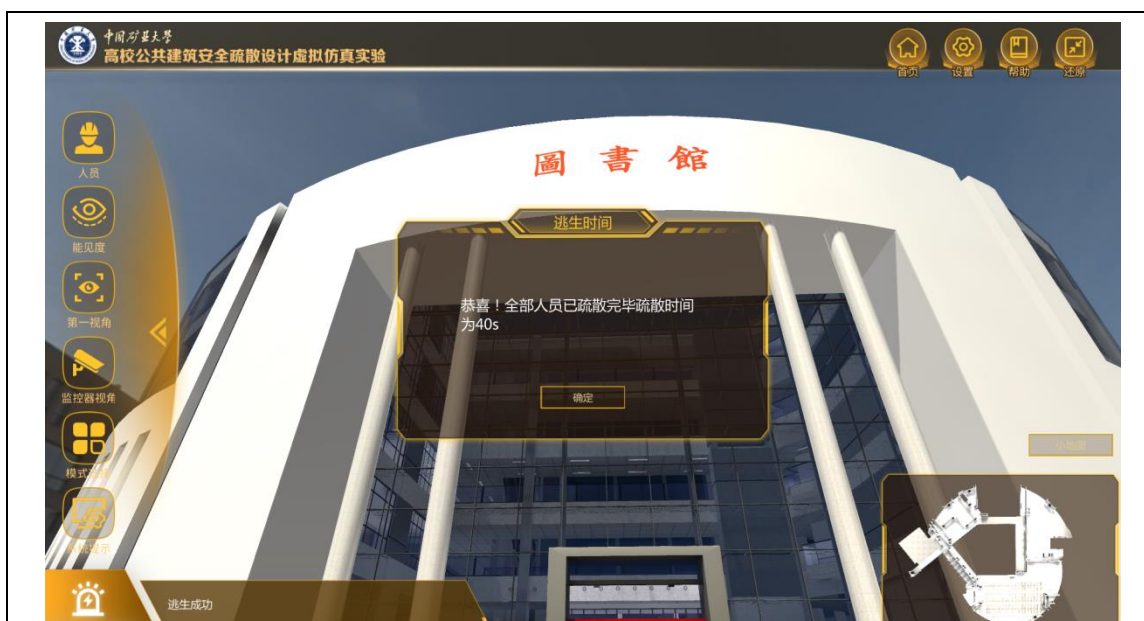 中国矿业大学
高校公共建筑安全疏散设计虚拟仿真实验
首页
设置
帮助
还原
人员
圖書館
能见度
逃生时间
恭喜！全部人员已疏散完毕疏散时间
为40s
第一视角
监控器视角
确定
小地图
逃生成功